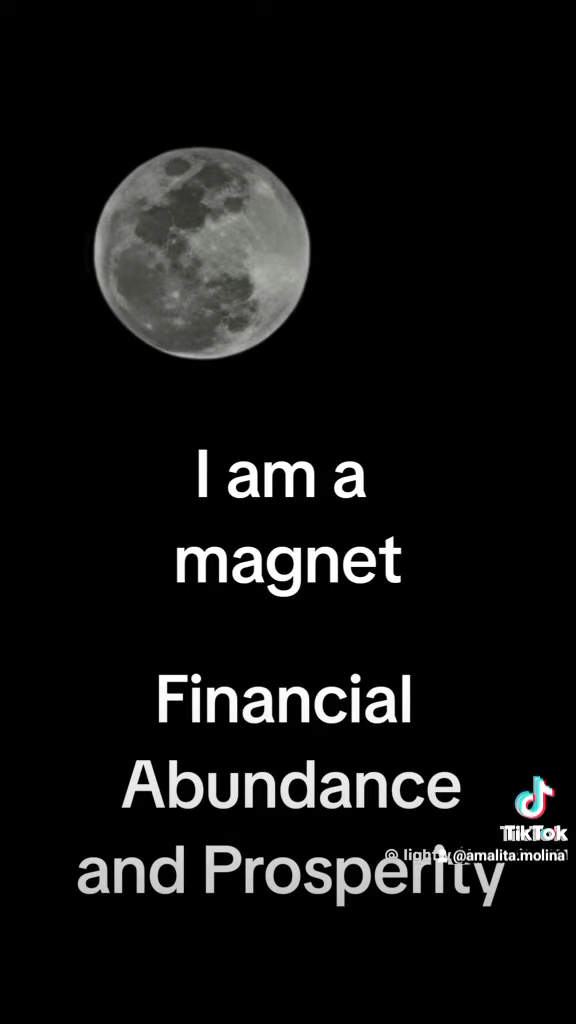 I am a
magnet
Financial
Abundance
and Prosperity
TikTok
@amalita.molina